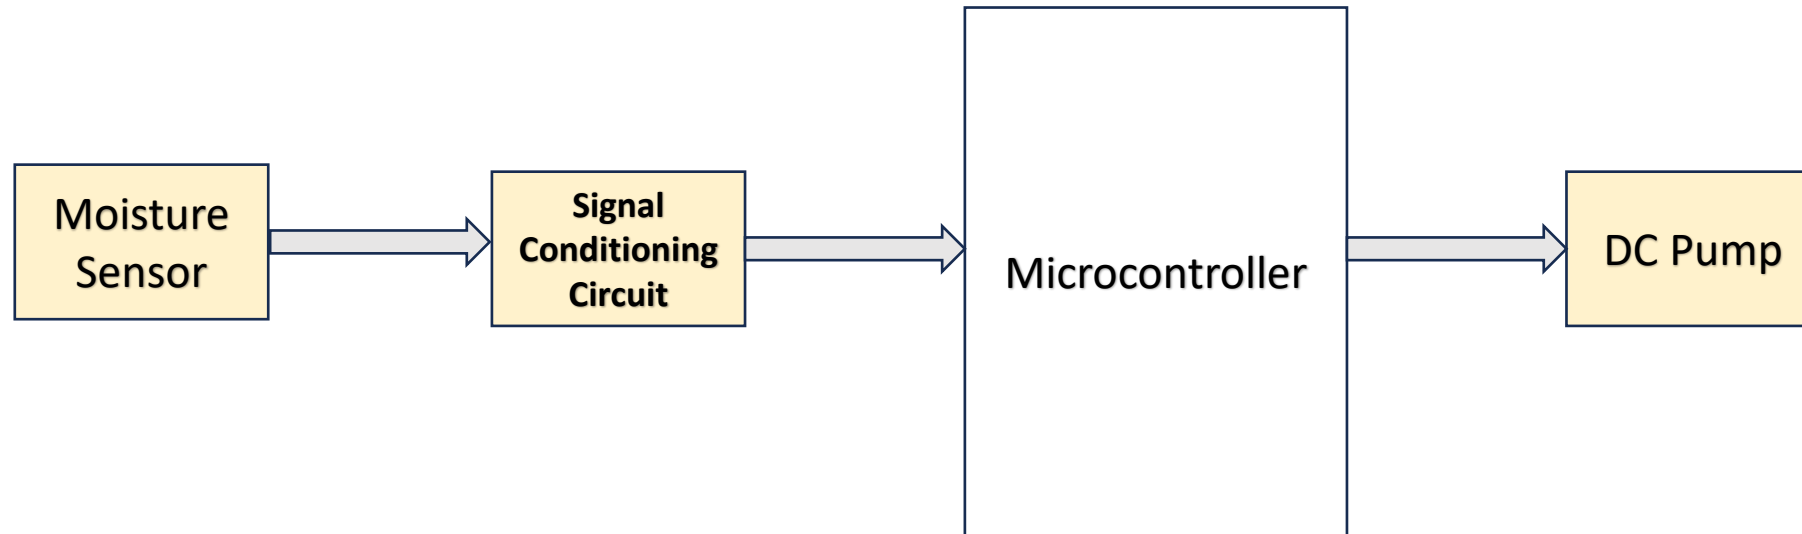 Moisture
Sensor
Signal
Conditioning
Circuit
Microcontroller
DC Pump